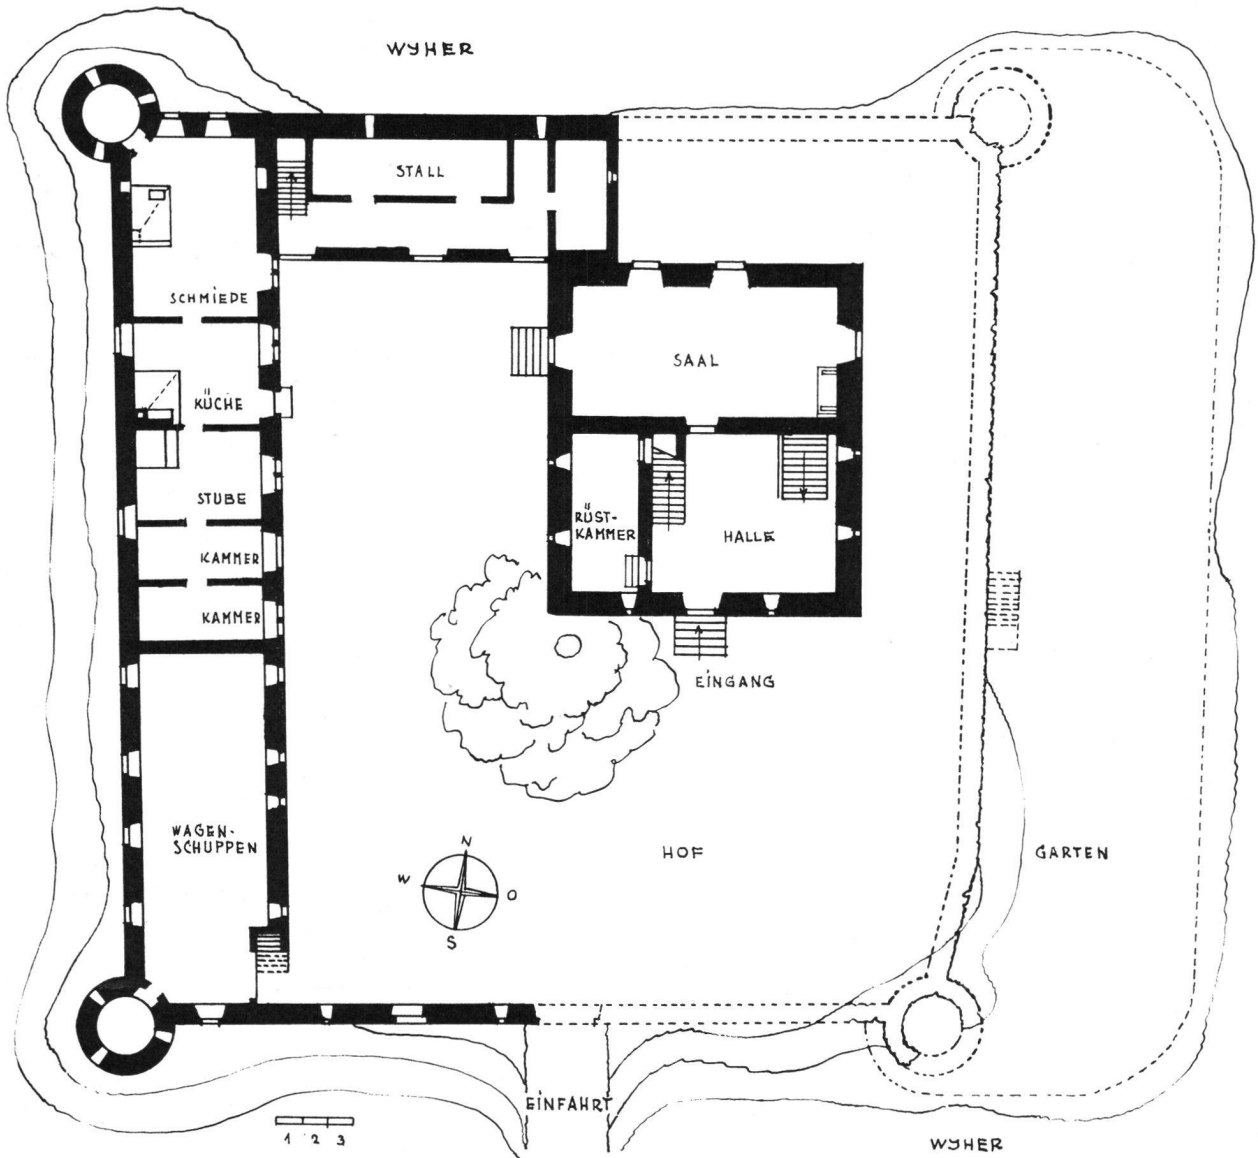 WYHER
STALL
SCHMIEDE
SAAL
KÜCHE
STUBE
RÜST-
KAMMER
HALLE
KAMMER
KAMMER
EINGANG
WAGEN-
SCHUPPEN
N
W
O
S
HOF
GARTEN
EINFAHRT
1 2 3
WYHER